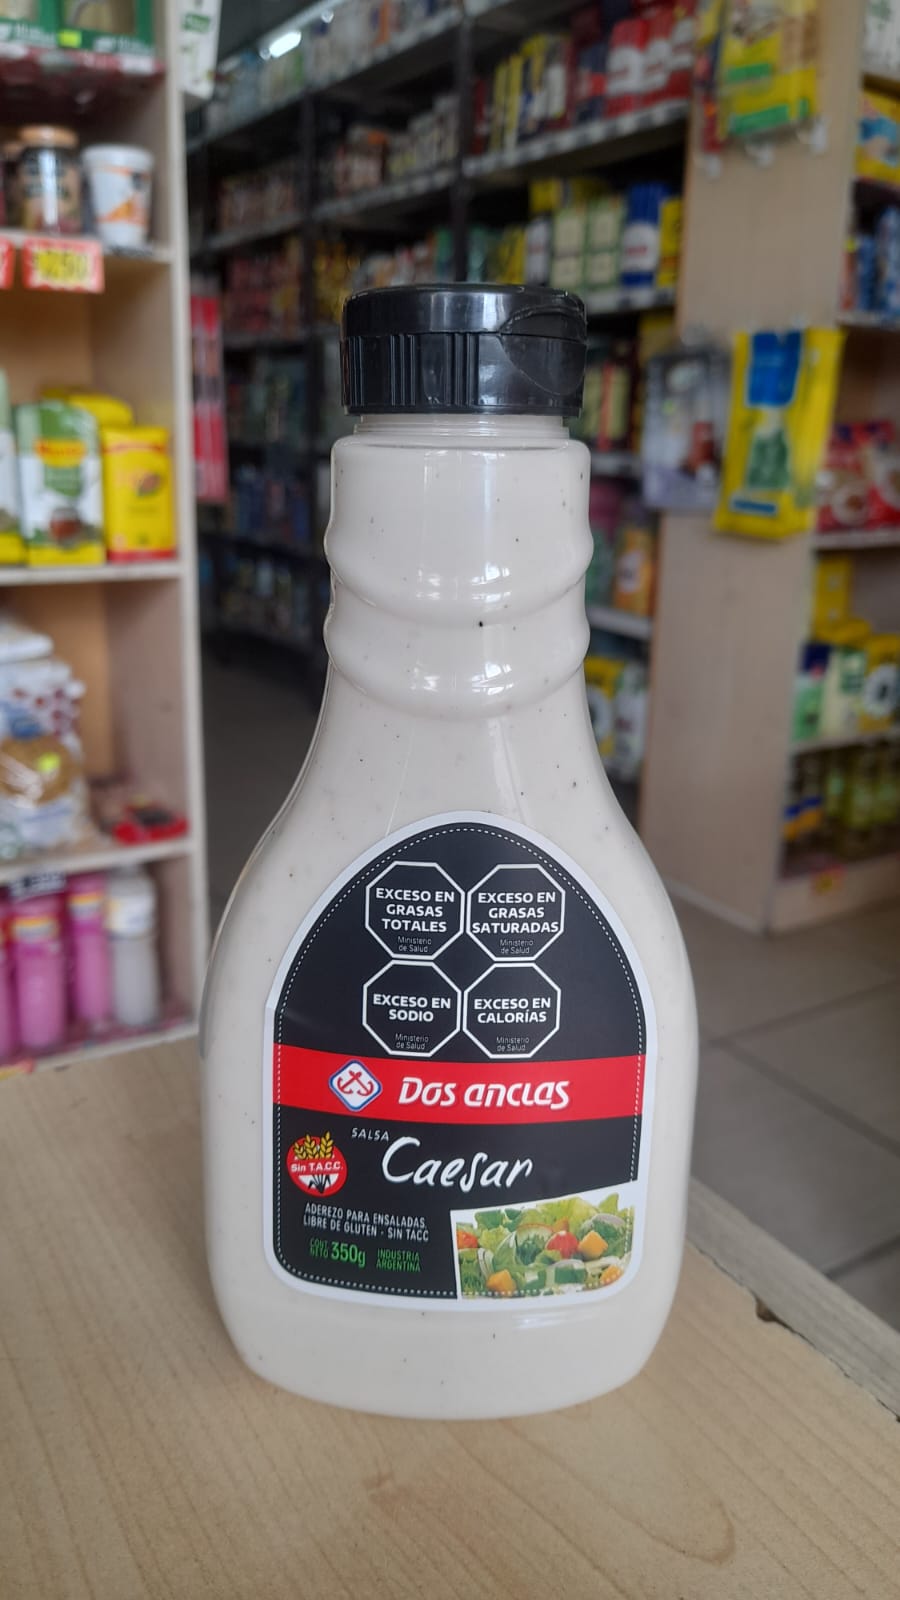 EXCESO EN
GRASAS
TOTALES
Ministerio
de Salud
EXCESO EN
GRASAS
SATURADAS
Ministerio
de Salud
EXCESO EN
SODIO
Ministerio
de Salud
EXCESO EN
CALORÍAS
Ministerio
de Salud
Dos anclas
SALSA
Caesar
Sin T.A.C.C.
ADEREZO PARA ENSALADAS
LIBRE DE GLUTEN - SIN TACC
CONT.
NETO 350g
INDUSTRIA
ARGENTINA